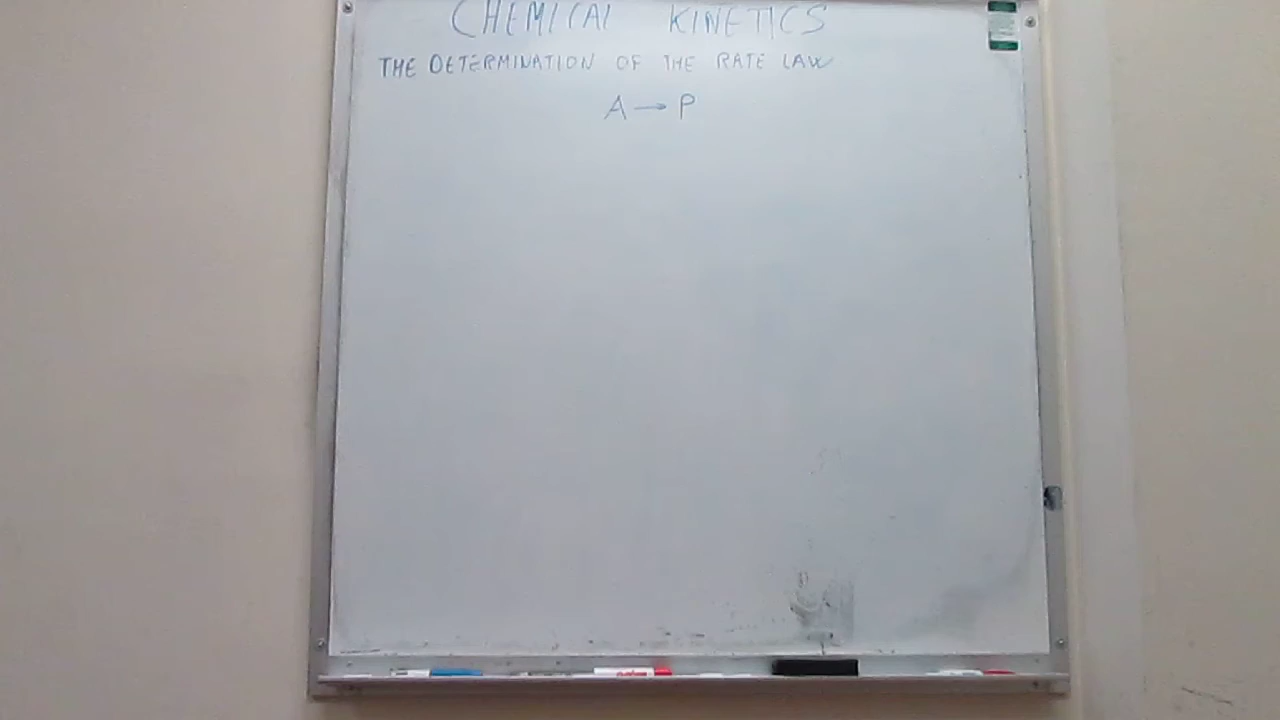 CHEMICAL KINETICS
THE DETERMINATION OF THE RATE LAW
A → P